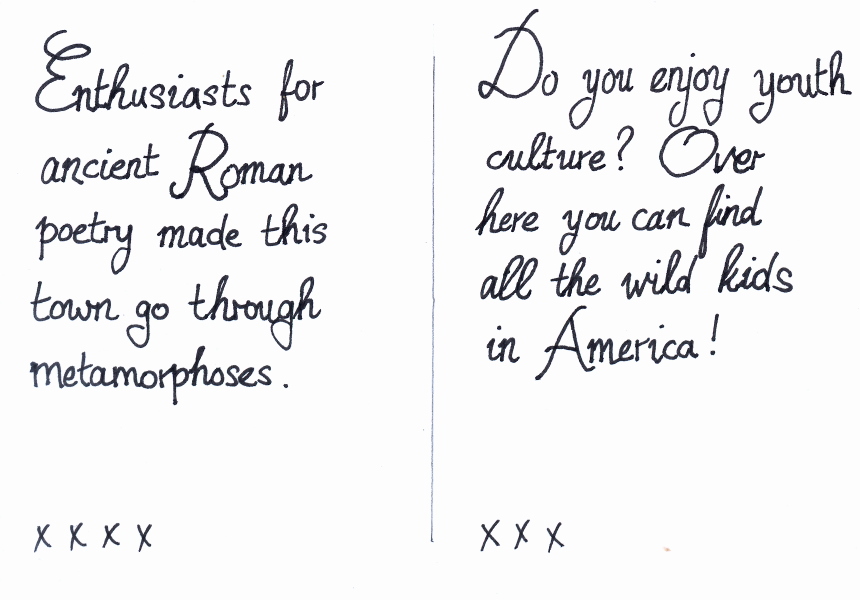 Enthusiasts for
ancient Roman
poetry made this
town go through
metamorphoses.
x x x x
Do you enjoy youth
culture? Over
here you can find
all the wild kids
in America!
x x x